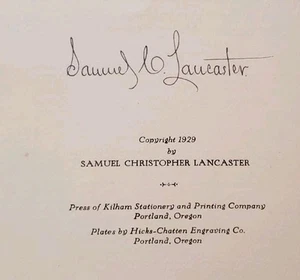 Samuel C. Lancaster
Copyright 1929
by
SAMUEL CHRISTOPHER LANCASTER
Press of Kilham Stationery and Printing Company
Portland, Oregon
Plates by Hicks-Chatten Engraving Co.
Portland, Oregon